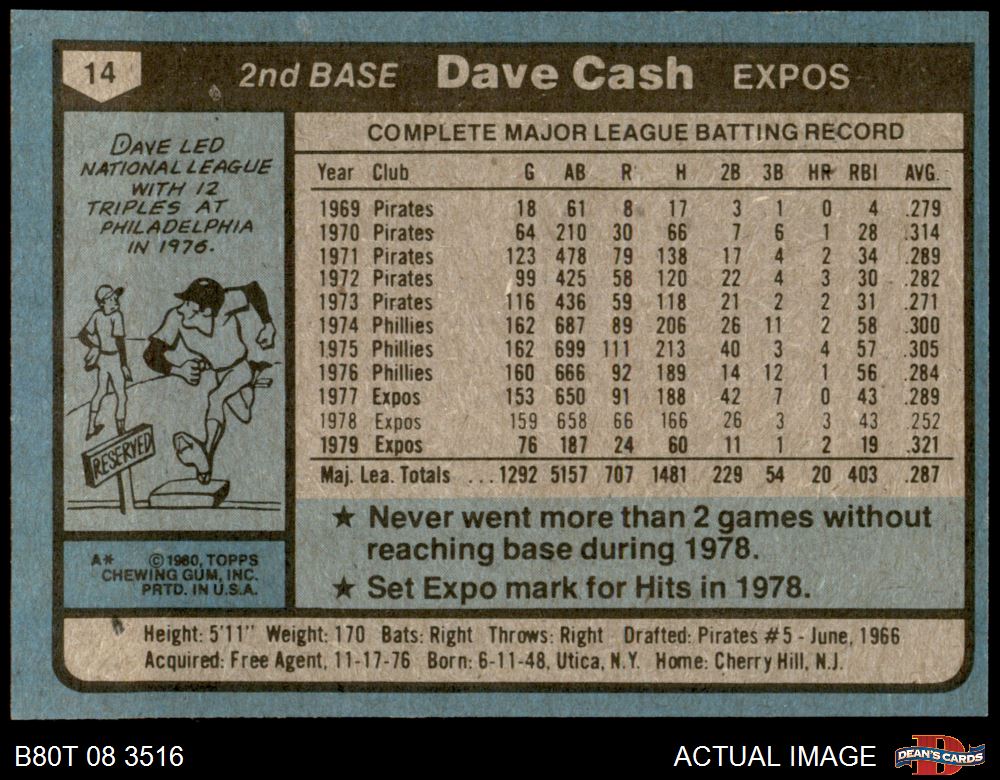 14 2nd BASE Dave Cash EXPOS
DAVE LED
NATIONAL LEAGUE
WITH 12
TRIPLES AT
PHILADELPHIA
IN 1976.
RESERVED
A* © 1980, TOPPS
CHEWING GUM, INC.
PRTD. IN U.S.A.
COMPLETE MAJOR LEAGUE BATTING RECORD
Year Club G AB R H 2B 3B HR RBI AVG.
1969 Pirates 18 61 8 17 3 1 0 4 .279
1970 Pirates 64 210 30 66 7 6 1 28 .314
1971 Pirates 123 478 79 138 17 4 2 34 .289
1972 Pirates 99 425 58 120 22 4 3 30 .282
1973 Pirates 116 436 59 118 21 2 2 31 .271
1974 Phillies 162 687 89 206 26 11 2 58 .300
1975 Phillies 162 699 111 213 40 3 4 57 .305
1976 Phillies 160 666 92 189 14 12 1 56 .284
1977 Expos 153 650 91 188 42 7 0 43 .289
1978 Expos 159 658 66 166 26 3 3 43 .252
1979 Expos 76 187 24 60 11 1 2 19 .321
Maj. Lea. Totals ... 1292 5157 707 1481 229 54 20 403 .287
★ Never went more than 2 games without
reaching base during 1978.
★ Set Expo mark for Hits in 1978.
Height: 5'11" Weight: 170 Bats: Right Throws: Right Drafted: Pirates #5 - June, 1966
Acquired: Free Agent, 11-17-76 Born: 6-11-48, Utica, N.Y. Home: Cherry Hill, N.J.
B80T 08 3516 ACTUAL IMAGE DEAN'S CARDS